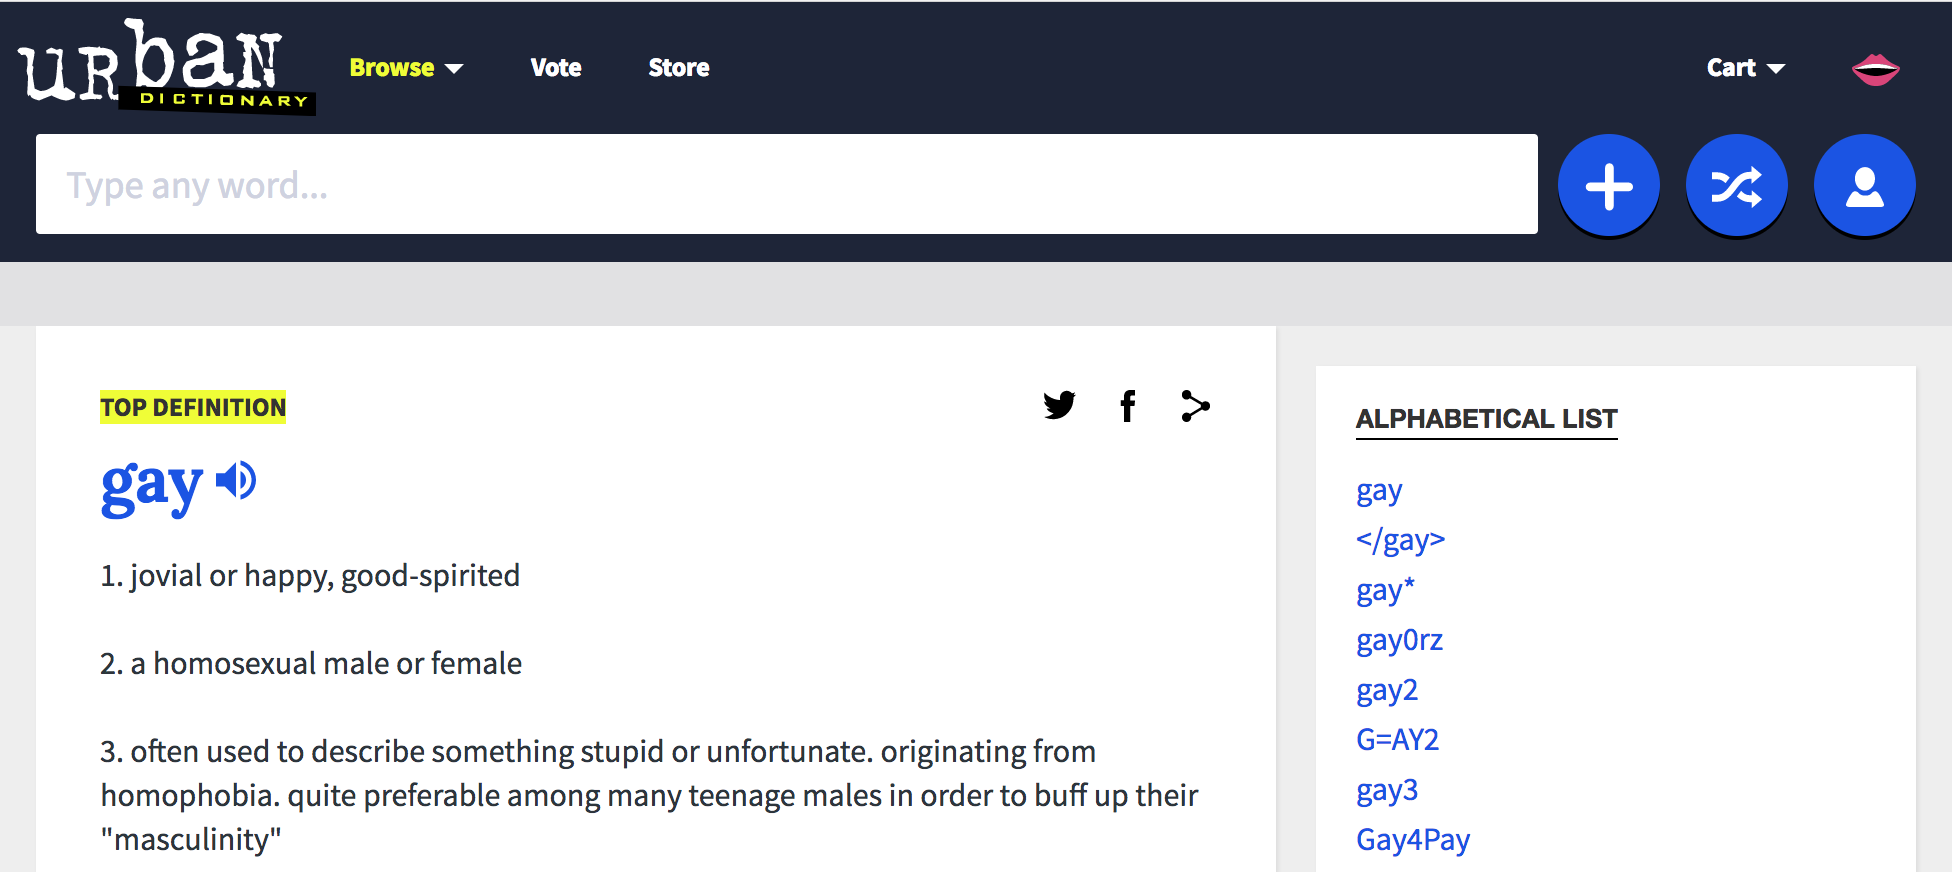 urban
DICTIONARY
Browse
Vote
Store
Cart
Type any word...
TOP DEFINITION
gay
1. jovial or happy, good-spirited
2. a homosexual male or female
3. often used to describe something stupid or unfortunate. originating from
homophobia. quite preferable among many teenage males in order to buff up their
"masculinity"
ALPHABETICAL LIST
gay
</gay>
gay*
gay0rz
gay2
G=AY2
gay3
Gay4Pay